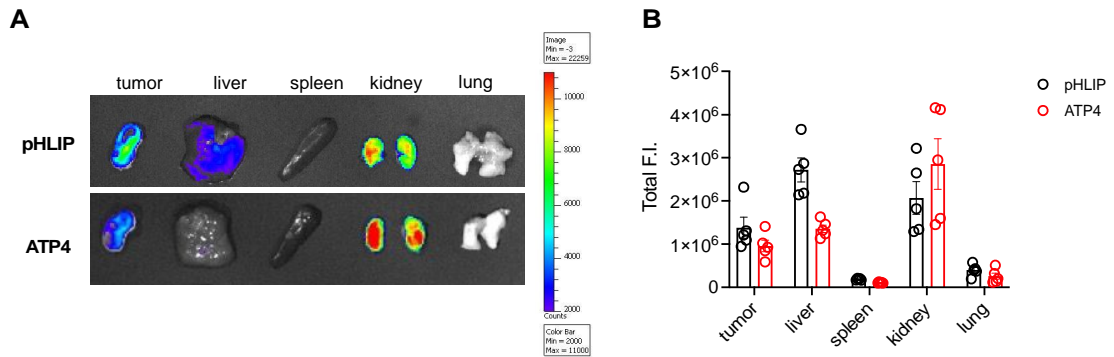 A
tumor liver spleen kidney lung
pHLIP
ATP4
Image
Min = -3
Max = 22259
10000
8000
6000
4000
2000
Counts
Color Bar
Min = 2000
Max = 11000
B
Total F.I.
5×10⁶
4×10⁶
3×10⁶
2×10⁶
1×10⁶
0
tumor
liver
spleen
kidney
lung
pHLIP
ATP4